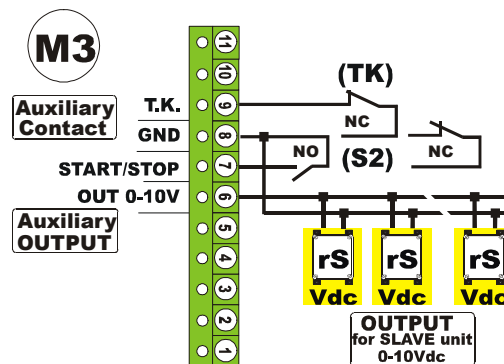 M3
11
10
9
8
7
6
5
4
3
2
1
Auxiliary
Contact
T.K.
GND
START/STOP
OUT 0-10V
Auxiliary
OUTPUT
(TK)
NC
NO
(S2)
NC
rS
Vdc
rS
Vdc
rS
Vdc
OUTPUT
for SLAVE unit
0-10Vdc